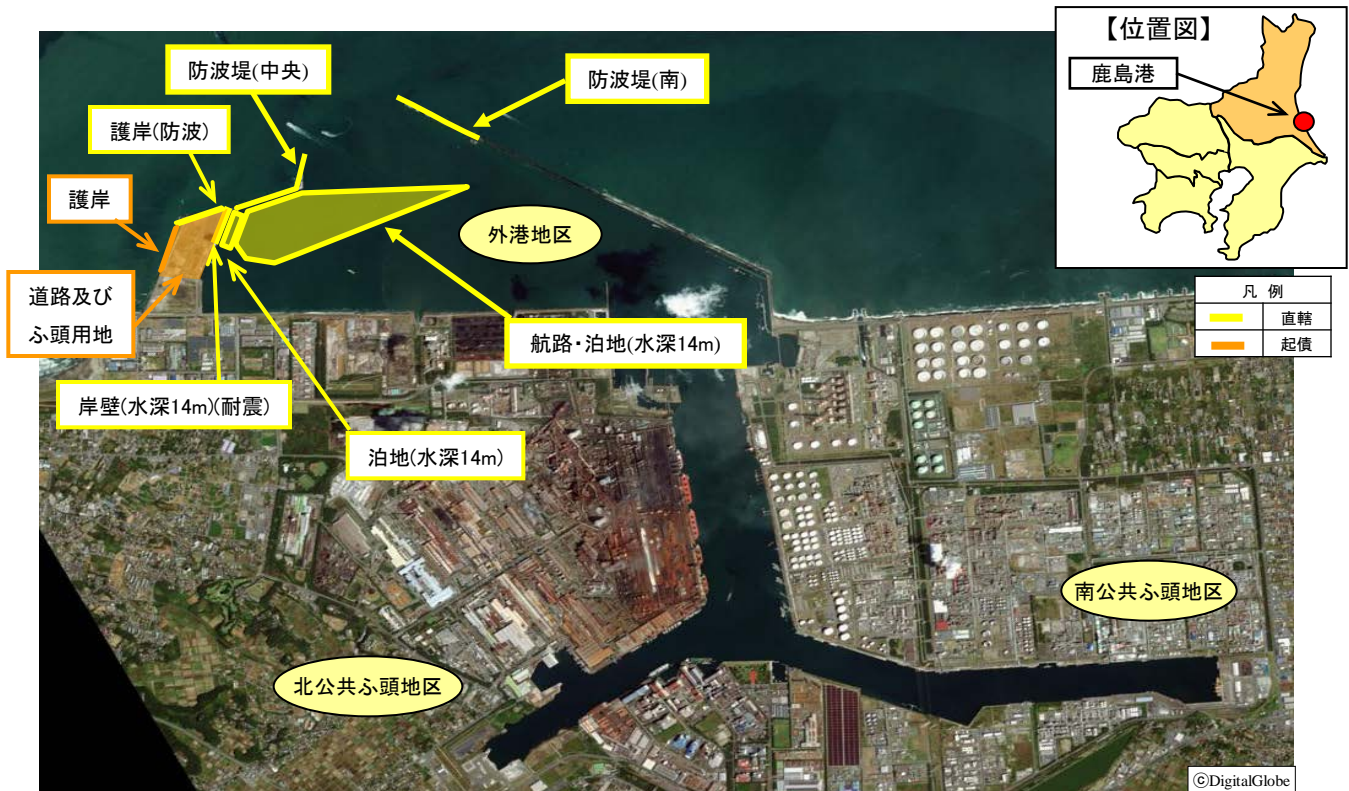 【位置図】
鹿島港
防波堤(中央)
防波堤(南)
護岸(防波)
護岸
外港地区
道路及び
ふ頭用地
航路・泊地(水深14m)
凡 例
直轄
起債
岸壁(水深14m)(耐震)
泊地(水深14m)
南公共ふ頭地区
北公共ふ頭地区
©DigitalGlobe